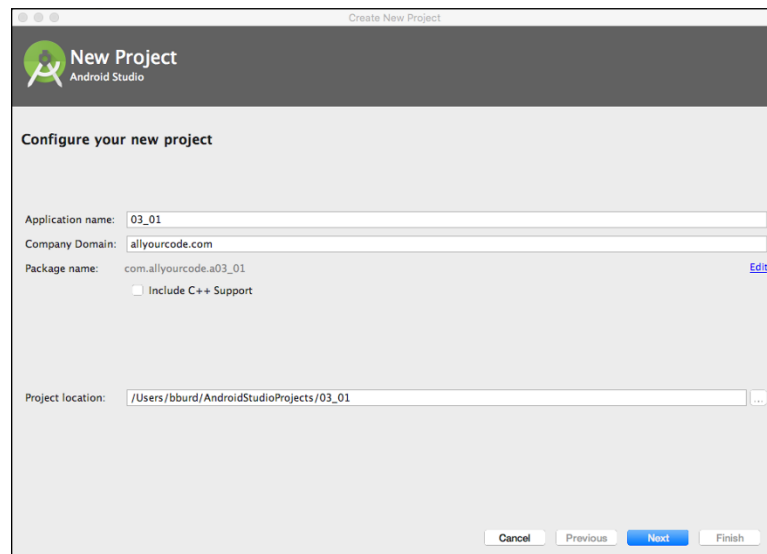 Create New Project
New Project
Android Studio
Configure your new project
Application name: 03_01
Company Domain: allyourcode.com
Package name: com.allyourcode.a03_01 Edit
Include C++ Support
Project location: /Users/bburd/AndroidStudioProjects/03_01 ...
Cancel Previous Next Finish